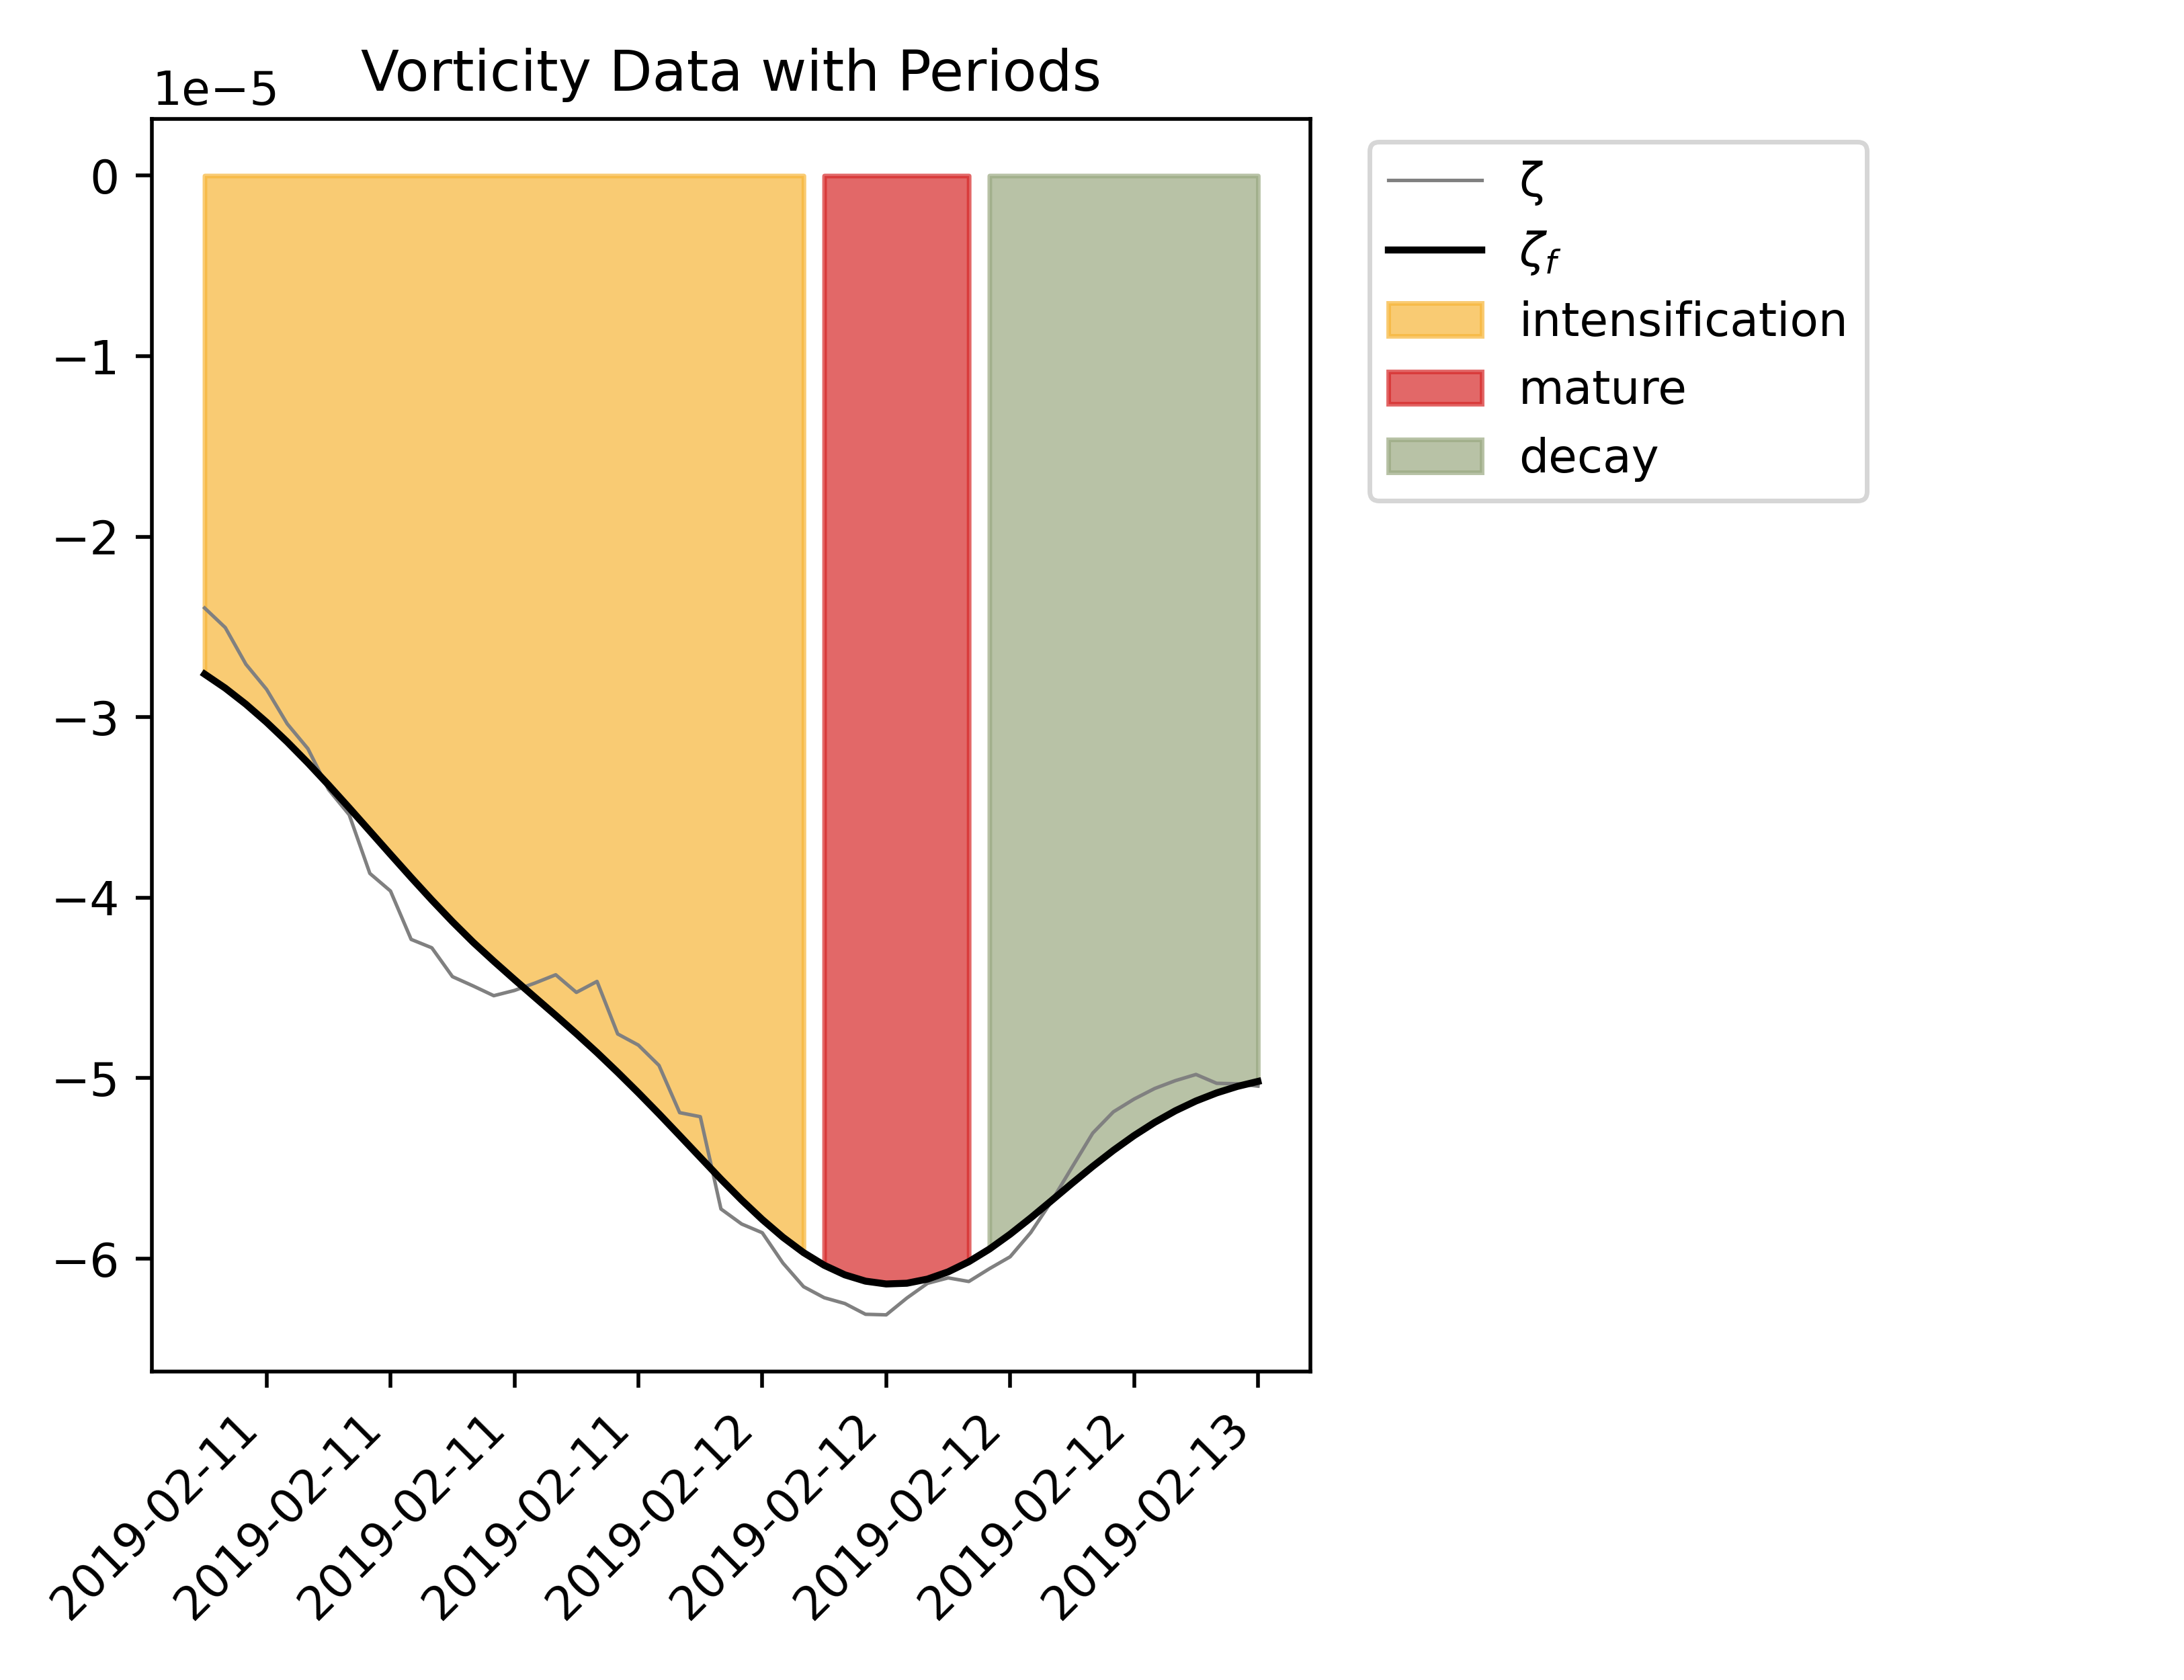 Vorticity Data with Periods
1e−5
0
−1
−2
−3
−4
−5
−6
2019-02-11
2019-02-11
2019-02-11
2019-02-11
2019-02-12
2019-02-12
2019-02-12
2019-02-12
2019-02-13
ζ
ζf
intensification
mature
decay